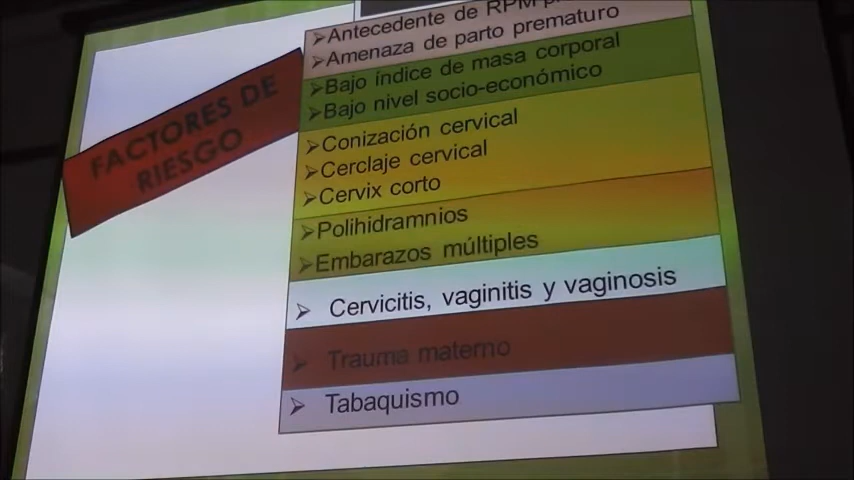 FACTORES DE
RIESGO
➢Antecedente de RPM
➢Amenaza de parto prematuro
➢Bajo índice de masa corporal
➢Bajo nivel socio-económico
➢Conización cervical
➢Cerclaje cervical
➢Cervix corto
➢Polihidramnios
➢Embarazos múltiples
➢ Cervicitis, vaginitis y vaginosis
➢ Trauma materno
➢ Tabaquismo